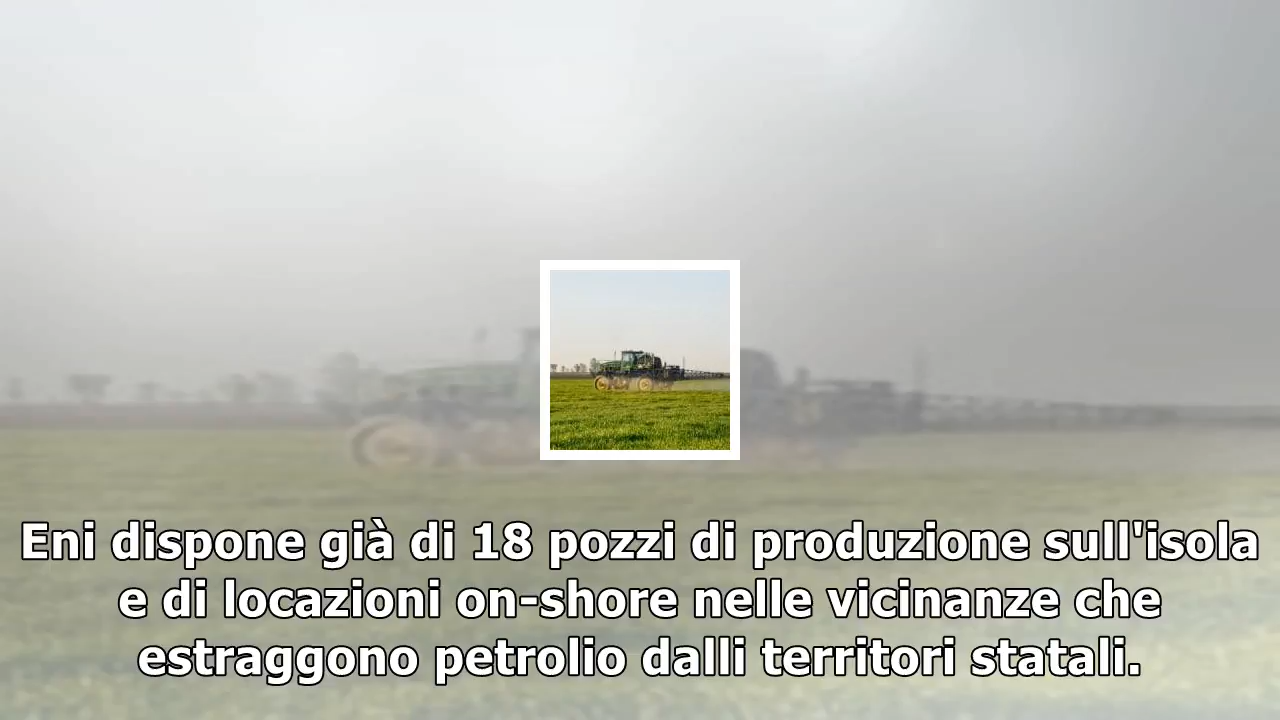 Eni dispone già di 18 pozzi di produzione sull'isola
e di locazioni on-shore nelle vicinanze che
estraggono petrolio dalli territori statali.